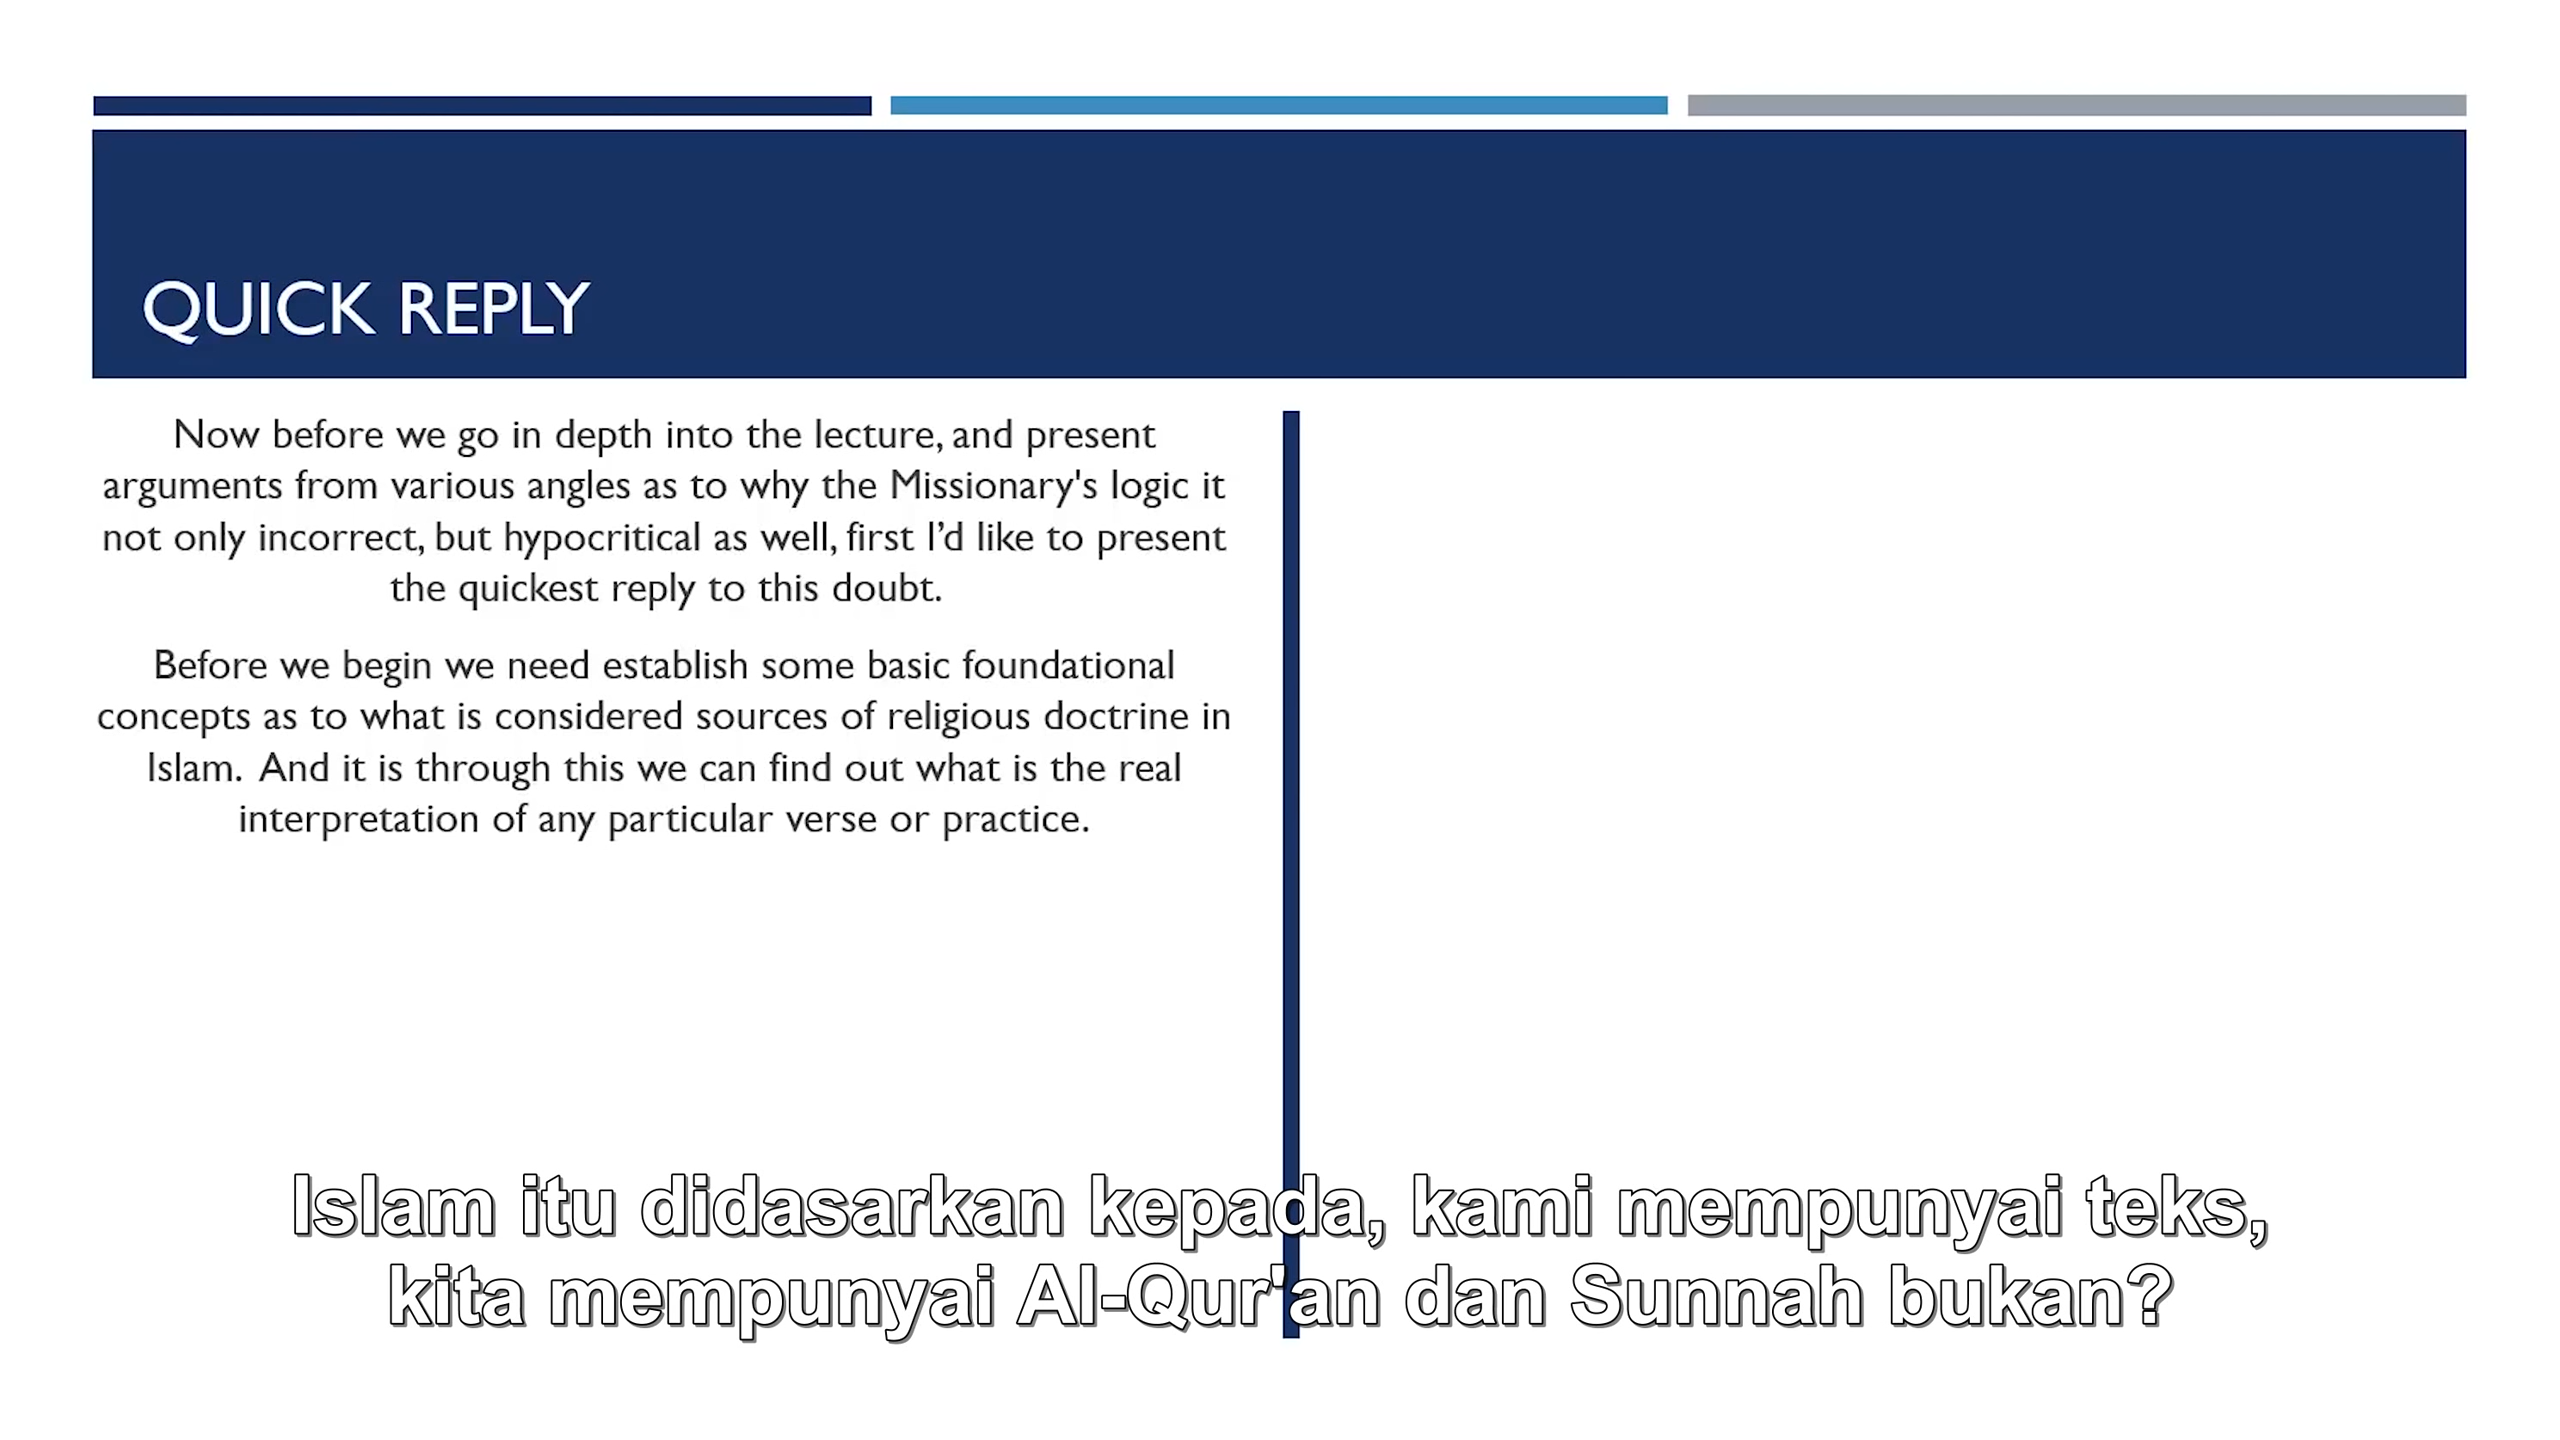 QUICK REPLY
Now before we go in depth into the lecture, and present
arguments from various angles as to why the Missionary's logic it
not only incorrect, but hypocritical as well, first I’d like to present
the quickest reply to this doubt.
Before we begin we need establish some basic foundational
concepts as to what is considered sources of religious doctrine in
Islam. And it is through this we can find out what is the real
interpretation of any particular verse or practice.
Islam itu didasarkan kepada, kami mempunyai teks,
kita mempunyai Al-Qur'an dan Sunnah bukan?